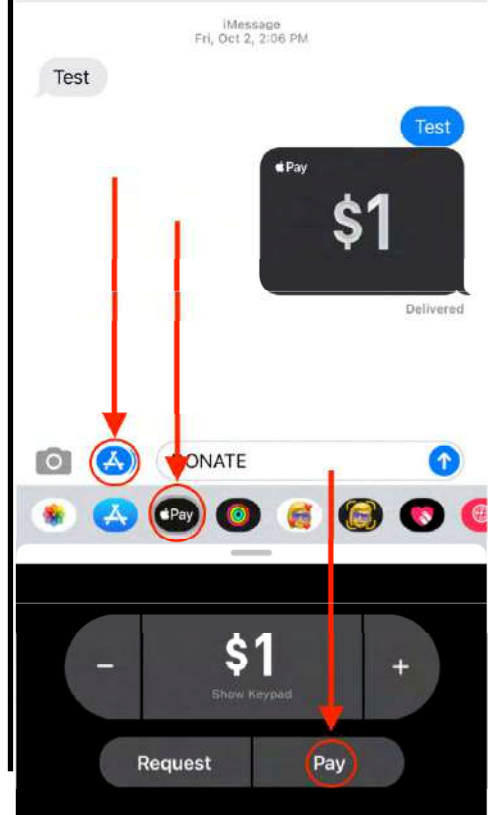 iMessage
Fri, Oct 2, 2:06 PM
Test
Test
Pay
$1
Delivered
ONATE
Pay
$1
Show Keypad
Request
Pay